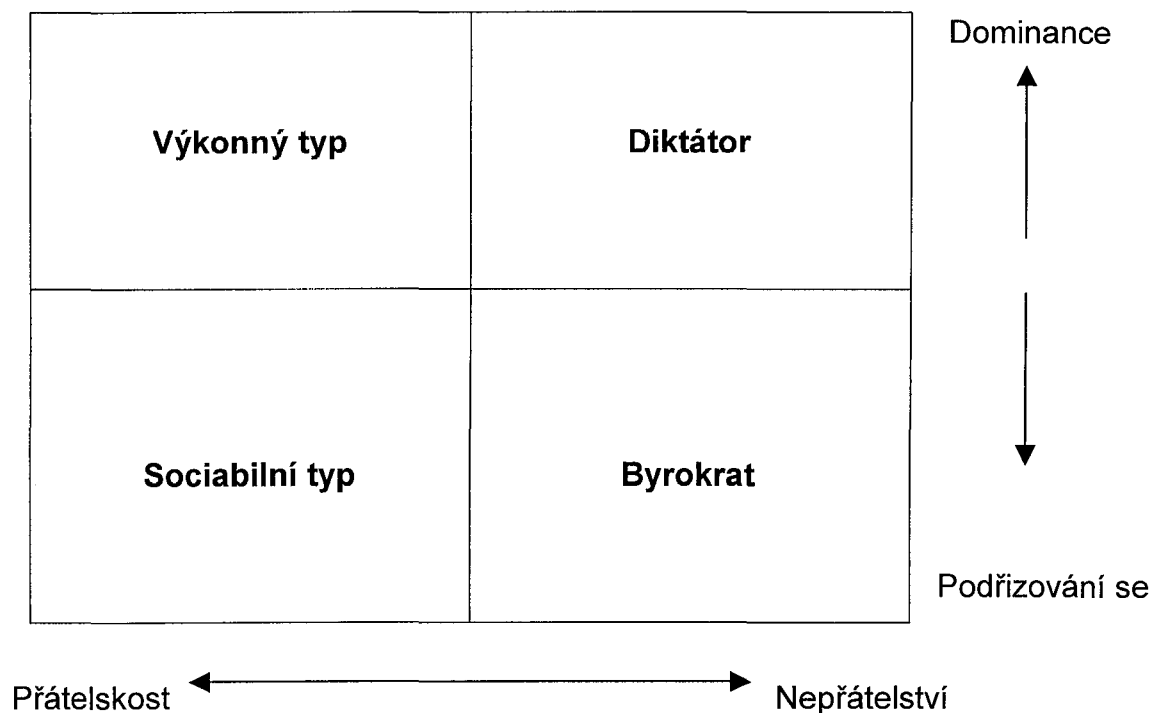 Dominance
Výkonný typ
Diktátor
Sociabilní typ
Byrokrat
Podřizování se
Přátelskost
Nepřátelství